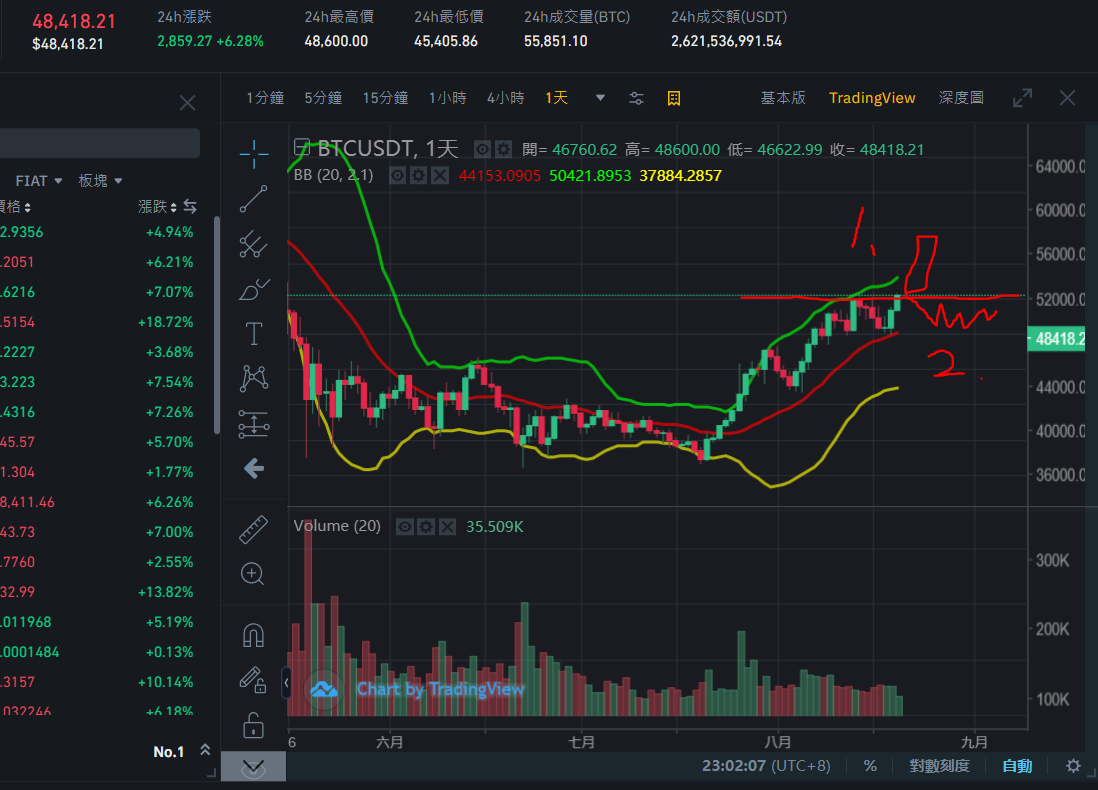 48,418.21 24h漲跌 24h最高價 24h最低價 24h成交量(BTC) 24h成交額(USDT)
$48,418.21 2,859.27 +6.28% 48,600.00 45,405.86 55,851.10 2,621,536,991.54
1分鐘 5分鐘 15分鐘 1小時 4小時 1天 基本版 TradingView 深度圖
FIAT 板塊
價格 漲跌
2.9356 +4.94%
.2051 +6.21%
.6216 +7.07%
.5154 +18.72%
.2227 +3.68%
3.223 +7.54%
.4316 +7.26%
45.57 +5.70%
1.304 +1.77%
8,411.46 +6.26%
43.73 +7.00%
.7760 +2.55%
32.99 +13.82%
.011968 +5.19%
.0001484 +0.13%
.3157 +10.14%
.032246 +6.18%
No.1
BTCUSDT, 1天 開= 46760.62 高= 48600.00 低= 46622.99 收= 48418.21
BB (20, 2.1) 44153.0905 50421.8953 37884.2857
1.
2.
64000.0
60000.0
56000.0
52000.0
48418.2
44000.0
40000.0
36000.0
Volume (20) 35.509K
300K
200K
100K
Chart by TradingView
6 六月 七月 八月 九月
23:02:07 (UTC+8) % 對數刻度 自動